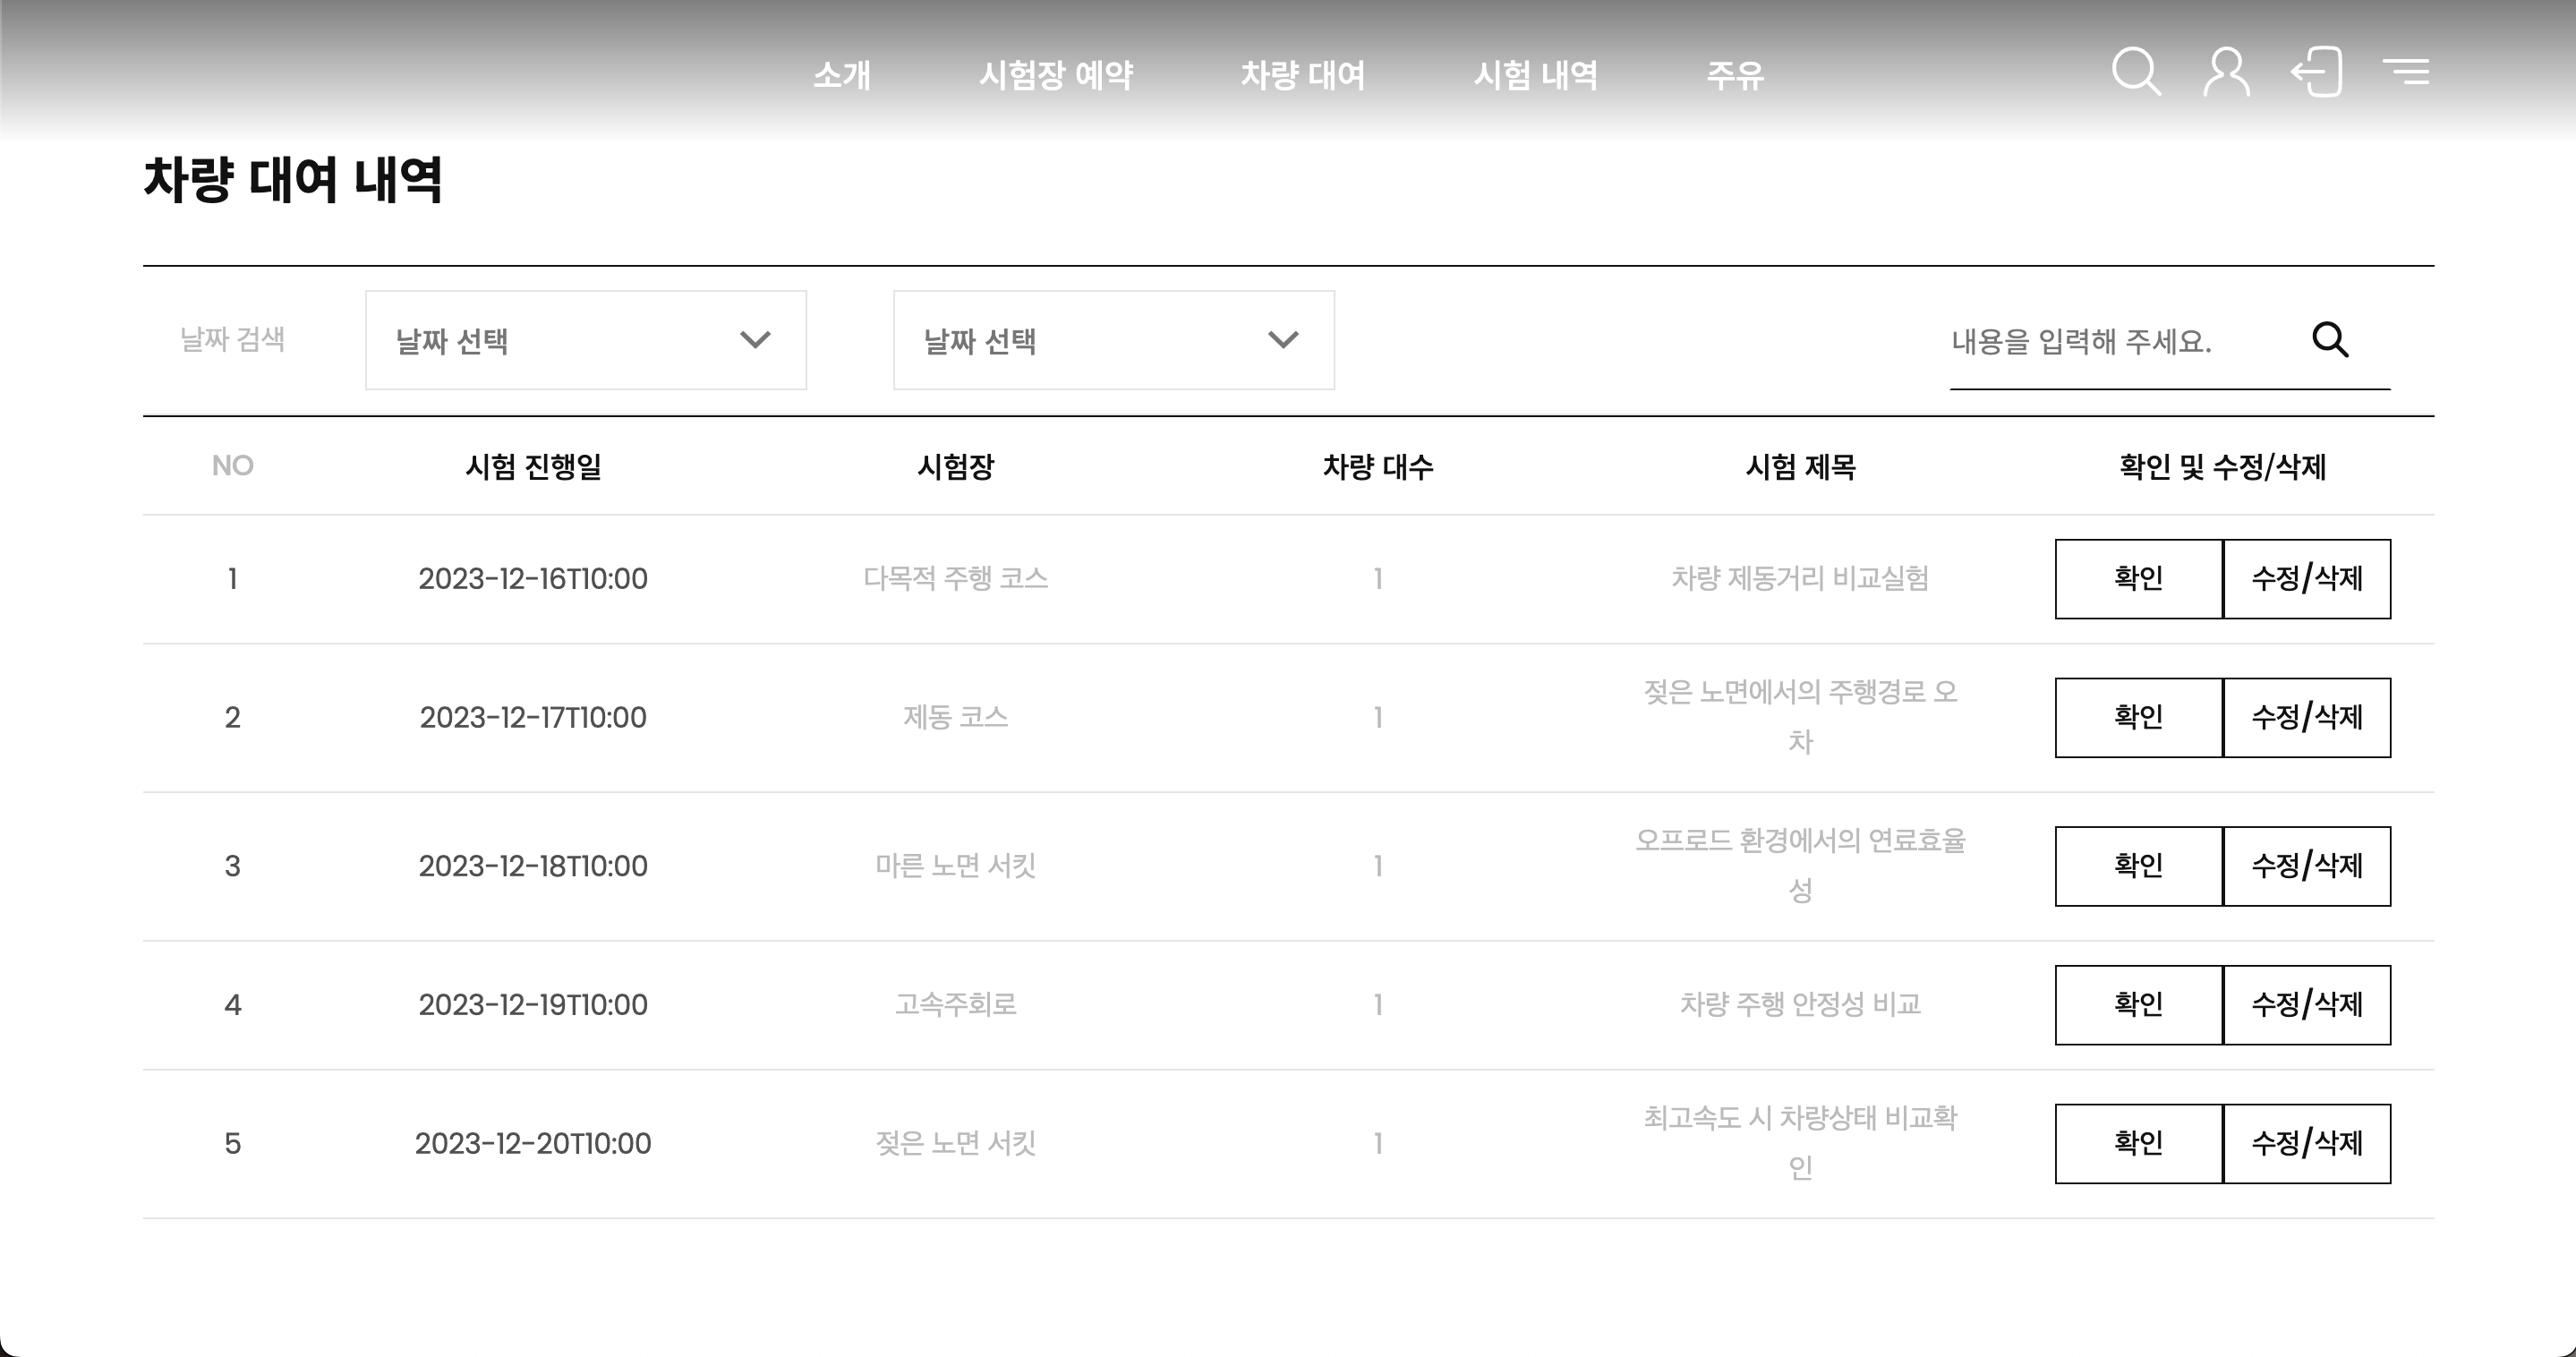 소개 시험장 예약 차량 대여 시험 내역 주유
차량 대여 내역
날짜 검색 날짜 선택 날짜 선택 내용을 입력해 주세요.
NO 시험 진행일 시험장 차량 대수 시험 제목 확인 및 수정/삭제
1 2023-12-16T10:00 다목적 주행 코스 1 차량 제동거리 비교실험 확인 수정/삭제
2 2023-12-17T10:00 제동 코스 1 젖은 노면에서의 주행경로 오
차 확인 수정/삭제
3 2023-12-18T10:00 마른 노면 서킷 1 오프로드 환경에서의 연료효율
성 확인 수정/삭제
4 2023-12-19T10:00 고속주회로 1 차량 주행 안정성 비교 확인 수정/삭제
5 2023-12-20T10:00 젖은 노면 서킷 1 최고속도 시 차량상태 비교확
인 확인 수정/삭제